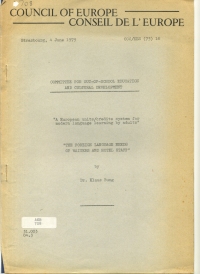 COUNCIL OF EUROPE
CONSEIL DE L'EUROPE
Strasbourg, 4 June 1975
COMMITTEE FOR OUT-OF-SCHOOL EDUCATION
AND CULTURAL DEVELOPMENT
"A European unit/credit system for
modern language learning by adults"
"THE FOREIGN LANGUAGE NEEDS
OF WAITERS AND HOTEL STAFF"
by
Dr.